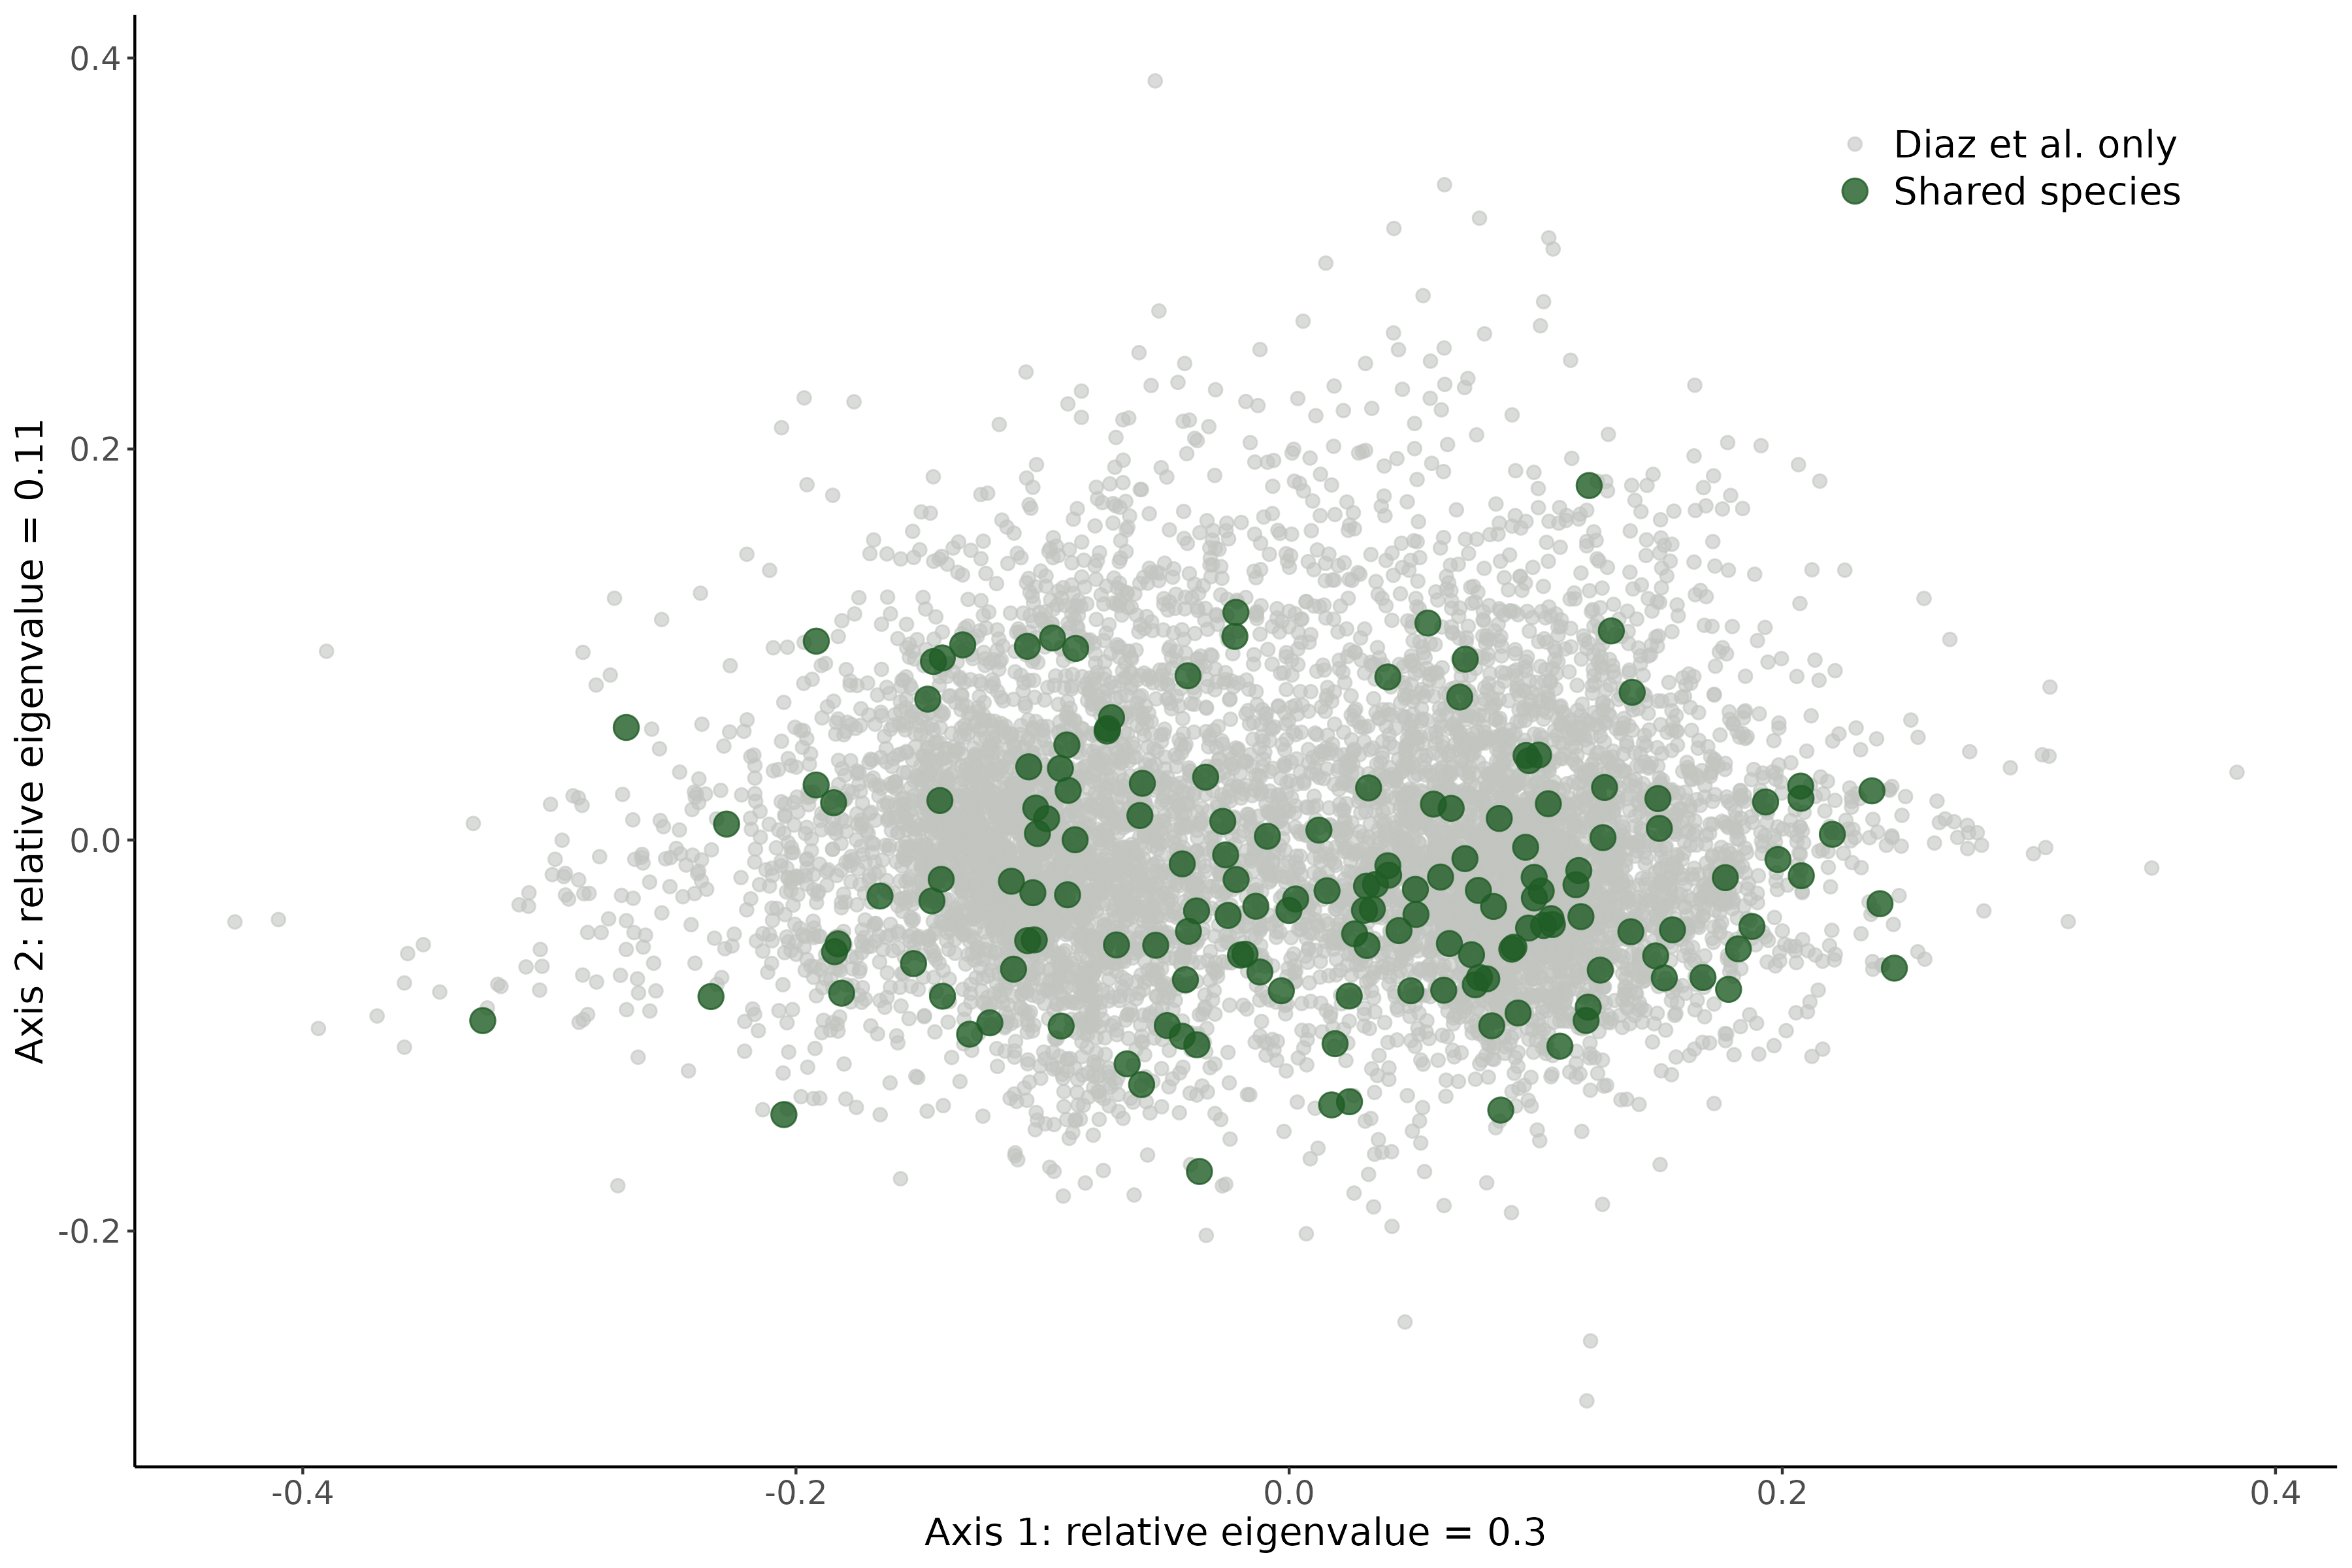 0.4
Diaz et al. only
Shared species
0.2
0.0
-0.2
Axis 2: relative eigenvalue = 0.11
-0.4
-0.2
0.0
0.2
0.4
Axis 1: relative eigenvalue = 0.3